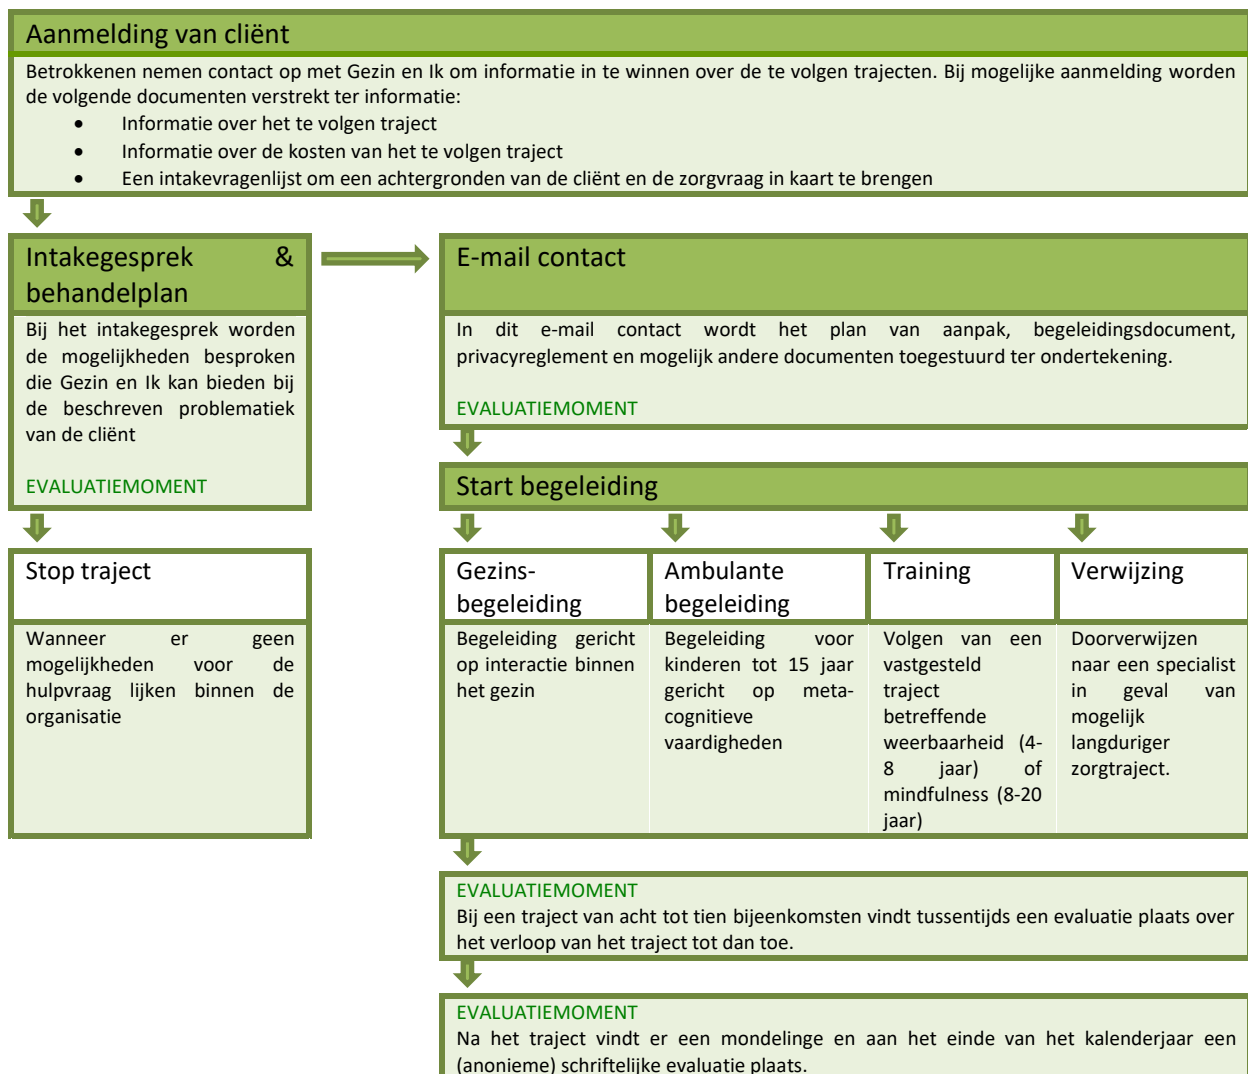 Aanmelding van cliënt
Betrokkenen nemen contact op met Gezin en Ik om informatie in te winnen over de te volgen trajecten. Bij mogelijke aanmelding worden
de volgende documenten verstrekt ter informatie:
• Informatie over het te volgen traject
• Informatie over de kosten van het te volgen traject
• Een intakevragenlijst om een achtergronden van de cliënt en de zorgvraag in kaart te brengen
Intakegesprek &
behandelplan
Bij het intakegesprek worden
de mogelijkheden besproken
die Gezin en Ik kan bieden bij
de beschreven problematiek
van de cliënt
EVALUATIEMOMENT
E-mail contact
In dit e-mail contact wordt het plan van aanpak, begeleidingsdocument,
privacyreglement en mogelijk andere documenten toegestuurd ter ondertekening.
EVALUATIEMOMENT
Start begeleiding
Stop traject
Wanneer er geen
mogelijkheden voor de
hulpvraag lijken binnen de
organisatie
Gezins-
begeleiding
Begeleiding gericht
op interactie binnen
het gezin
Ambulante
begeleiding
Begeleiding voor
kinderen tot 15 jaar
gericht op meta-
cognitieve
vaardigheden
Training
Volgen van een
vastgesteld
traject
betreffende
weerbaarheid (4-
8 jaar) of
mindfulness (8-20
jaar)
Verwijzing
Doorverwijzen
naar een specialist
in geval van
mogelijk
langduriger
zorgtraject.
EVALUATIEMOMENT
Bij een traject van acht tot tien bijeenkomsten vindt tussentijds een evaluatie plaats over
het verloop van het traject tot dan toe.
EVALUATIEMOMENT
Na het traject vindt er een mondelinge en aan het einde van het kalenderjaar een
(anonieme) schriftelijke evaluatie plaats.